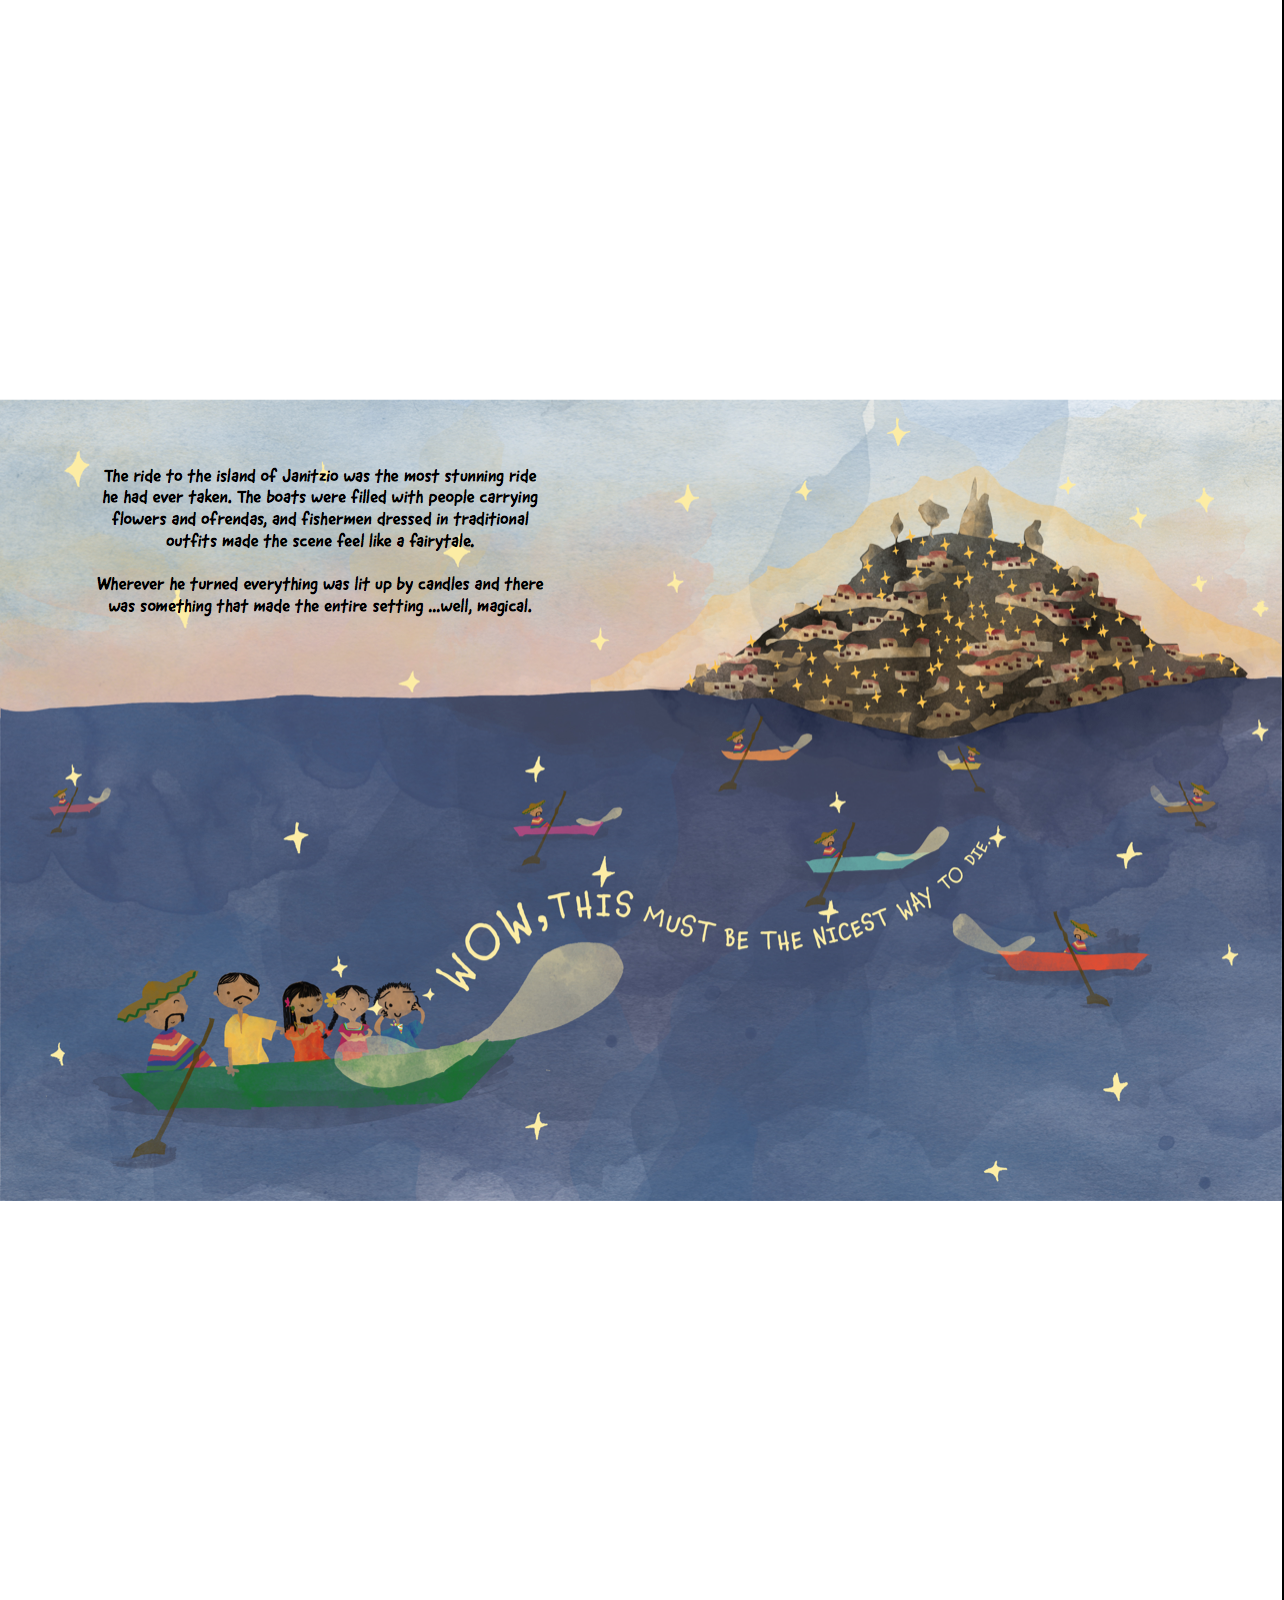 The ride to the island of Janitzio was the most stunning ride
he had ever taken. The boats were filled with people carrying
flowers and ofrendas, and fishermen dressed in traditional
outfits made the scene feel like a fairytale.
Wherever he turned everything was lit up by candles and there
was something that made the entire setting ...well, magical.
WOW, THIS MUST BE THE NICEST WAY TO DIE.